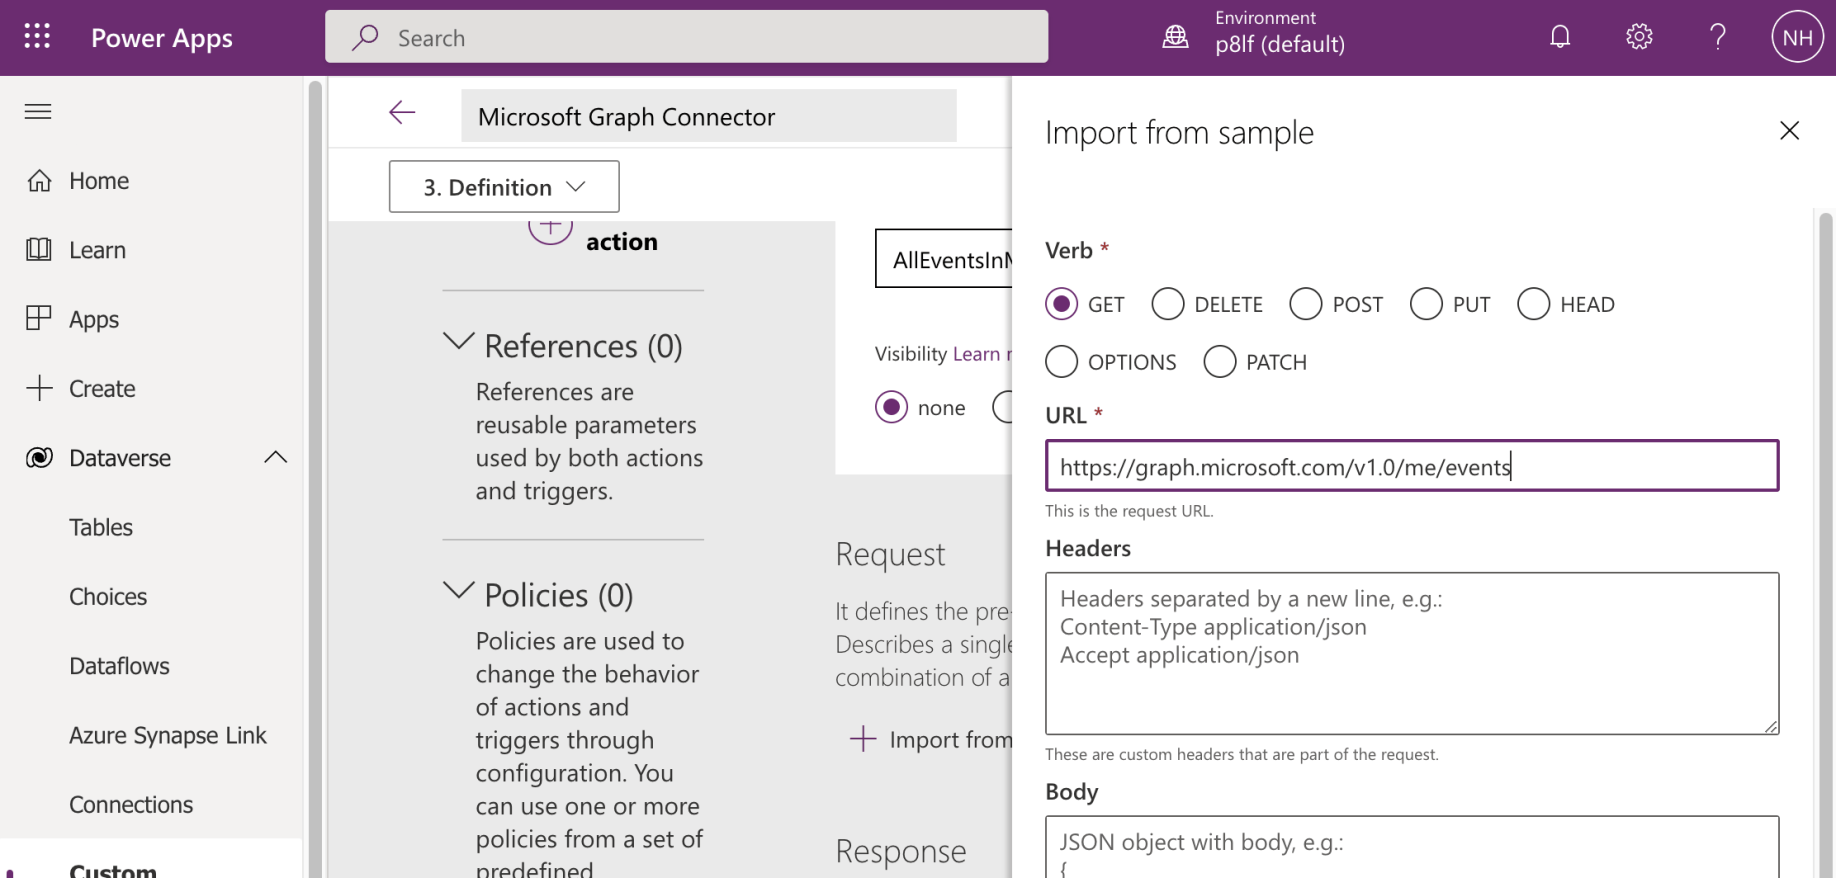 Power Apps
Search
Environment
p8lf (default)
NH
Home
Learn
Apps
Create
Dataverse
Tables
Choices
Dataflows
Azure Synapse Link
Connections
Custom
Microsoft Graph Connector
3. Definition
action
References (0)
References are
reusable parameters
used by both actions
and triggers.
Policies (0)
Policies are used to
change the behavior
of actions and
triggers through
configuration. You
can use one or more
policies from a set of
predefined
AllEventsInM
Visibility Learn
none
Request
It defines the pre-
Describes a single
combination of a
Import from
Response
Import from sample
Verb *
GET DELETE POST PUT HEAD
OPTIONS PATCH
URL *
https://graph.microsoft.com/v1.0/me/events
This is the request URL.
Headers
Headers separated by a new line, e.g.:
Content-Type application/json
Accept application/json
These are custom headers that are part of the request.
Body
JSON object with body, e.g.:
{